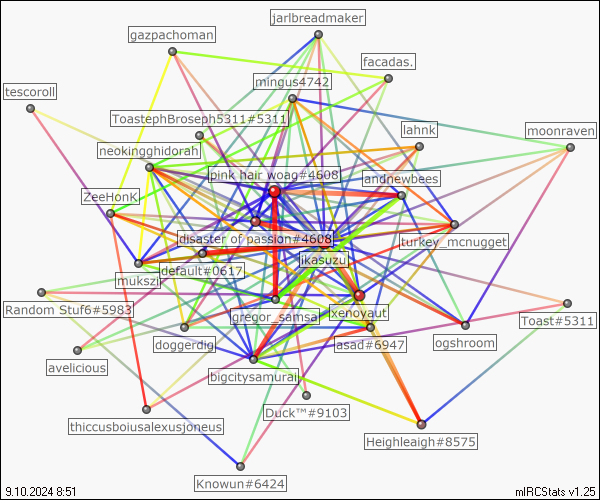 jarlbreadmaker
gazpachoman
facadas.
mingus4742
tescoroll
ToastephBroseph5311#5311
lahnk
moonraven
neokingghidorah
pink hair woag#4608
landneybees
ZeeHonK
disaster of passion#4608
turkey_mcnugget
likasuzu
default#0617
mukszi
Random Stuf6#5983
gregor_samsa
xenoyaut
Toast#5311
doggerdig
asad#6947
ogshroom
avelicious
bigcitysamurai
Duck™#9103
thiccusboiusalexusjoneus
Heighleaigh#8575
Knowun#6424
9.10.2024 8:51
mIRCStats v1.25